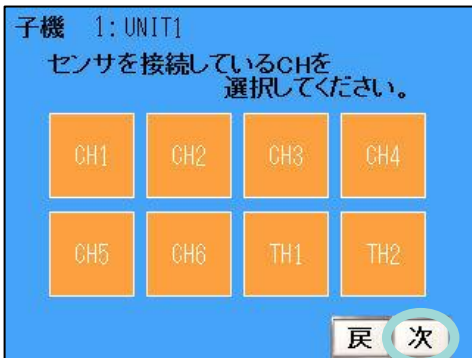 子機 1:UNIT1
センサを接続しているCHを
選択してください。
CH1 CH2 CH3 CH4
CH5 CH6 TH1 TH2
戻 次